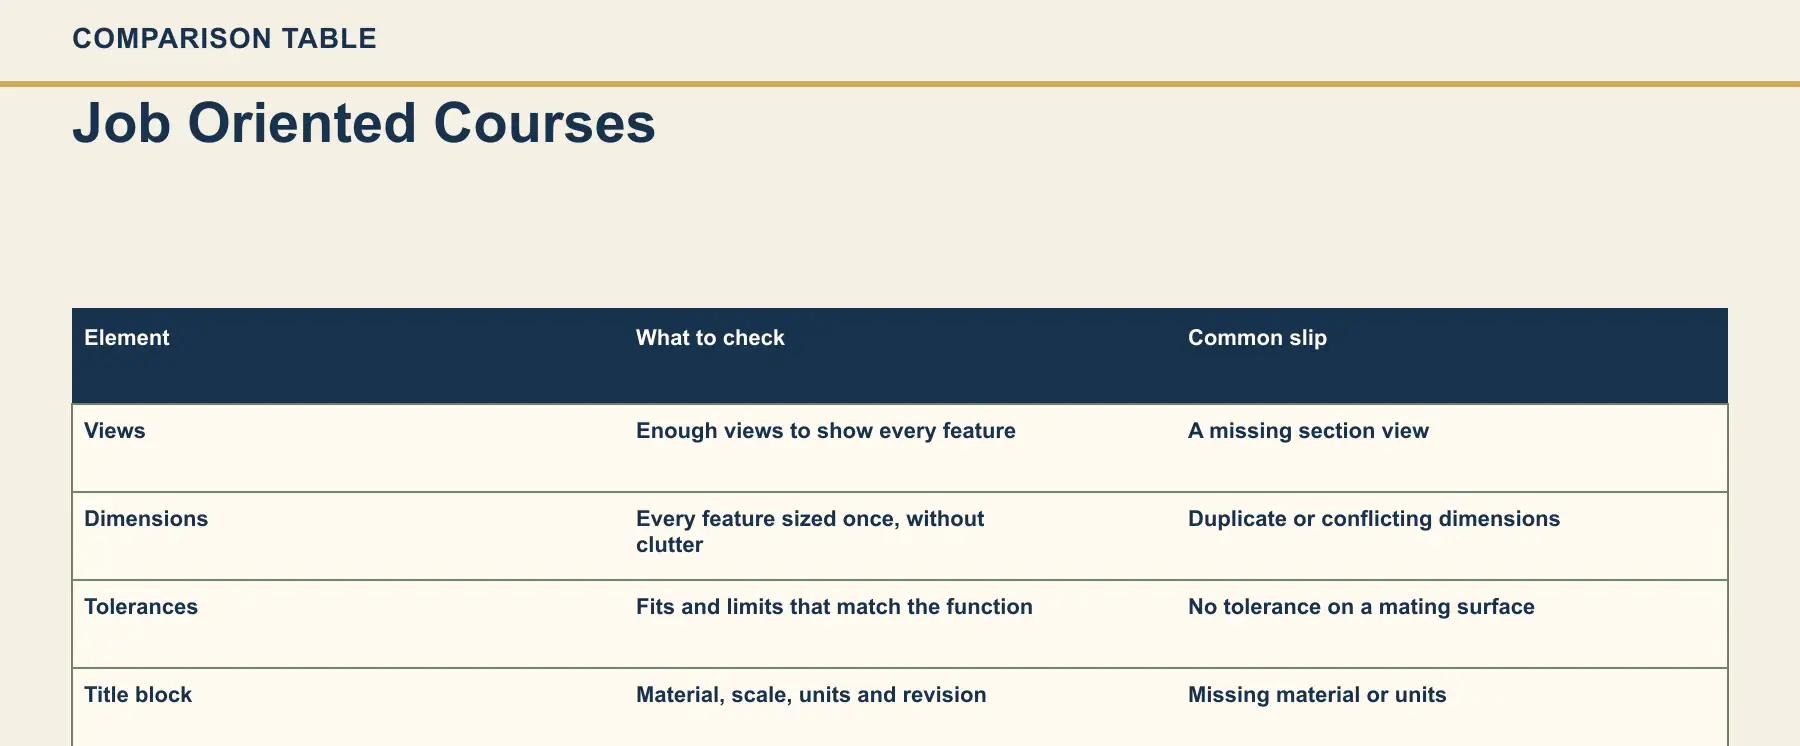 COMPARISON TABLE
Job Oriented Courses
Element What to check Common slip
Views Enough views to show every feature A missing section view
Dimensions Every feature sized once, without clutter Duplicate or conflicting dimensions
Tolerances Fits and limits that match the function No tolerance on a mating surface
Title block Material, scale, units and revision Missing material or units